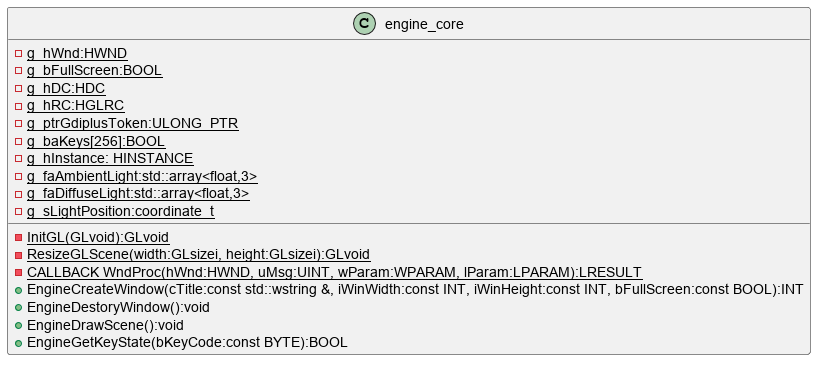 C engine_core
g_hWnd:HWND
g_bFullScreen:BOOL
g_hDC:HDC
g_hRC:HGLRC
g_ptrGdiplusToken:ULONG_PTR
g_baKeys[256]:BOOL
g_hInstance: HINSTANCE
g_faAmbientLight:std::array<float,3>
g_faDiffuseLight:std::array<float,3>
g_sLightPosition:coordinate_t
InitGL(GLvoid):GLvoid
ResizeGLScene(width:GLsizei, height:GLsizei):GLvoid
CALLBACK WndProc(hWnd:HWND, uMsg:UINT, wParam:WPARAM, lParam:LPARAM):LRESULT
EngineCreateWindow(cTitle:const std::wstring &, iWinWidth:const INT, iWinHeight:const INT, bFullScreen:const BOOL):INT
EngineDestoryWindow():void
EngineDrawScene():void
EngineGetKeyState(bKeyCode:const BYTE):BOOL